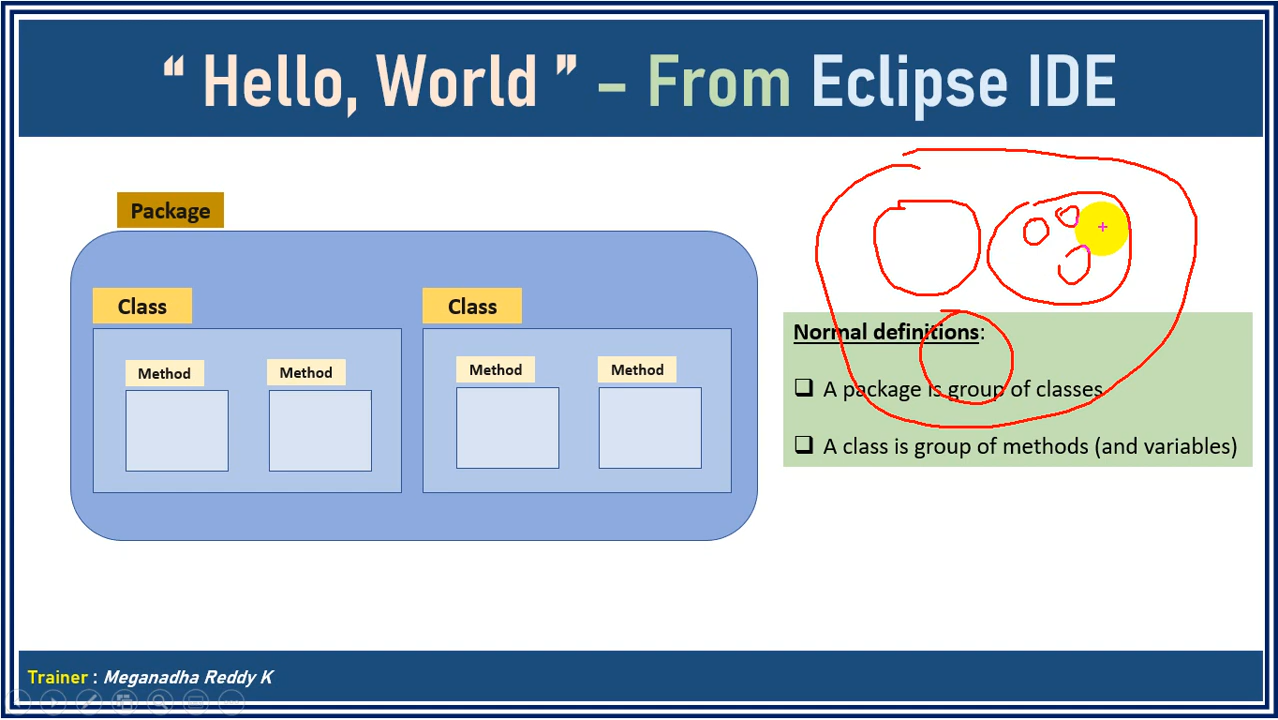 “ Hello, World ” – From Eclipse IDE
Package
Class
Class
Method
Method
Method
Method
Normal definitions:
❑ A package is group of classes
❑ A class is group of methods (and variables)
Trainer : Meganadha Reddy K